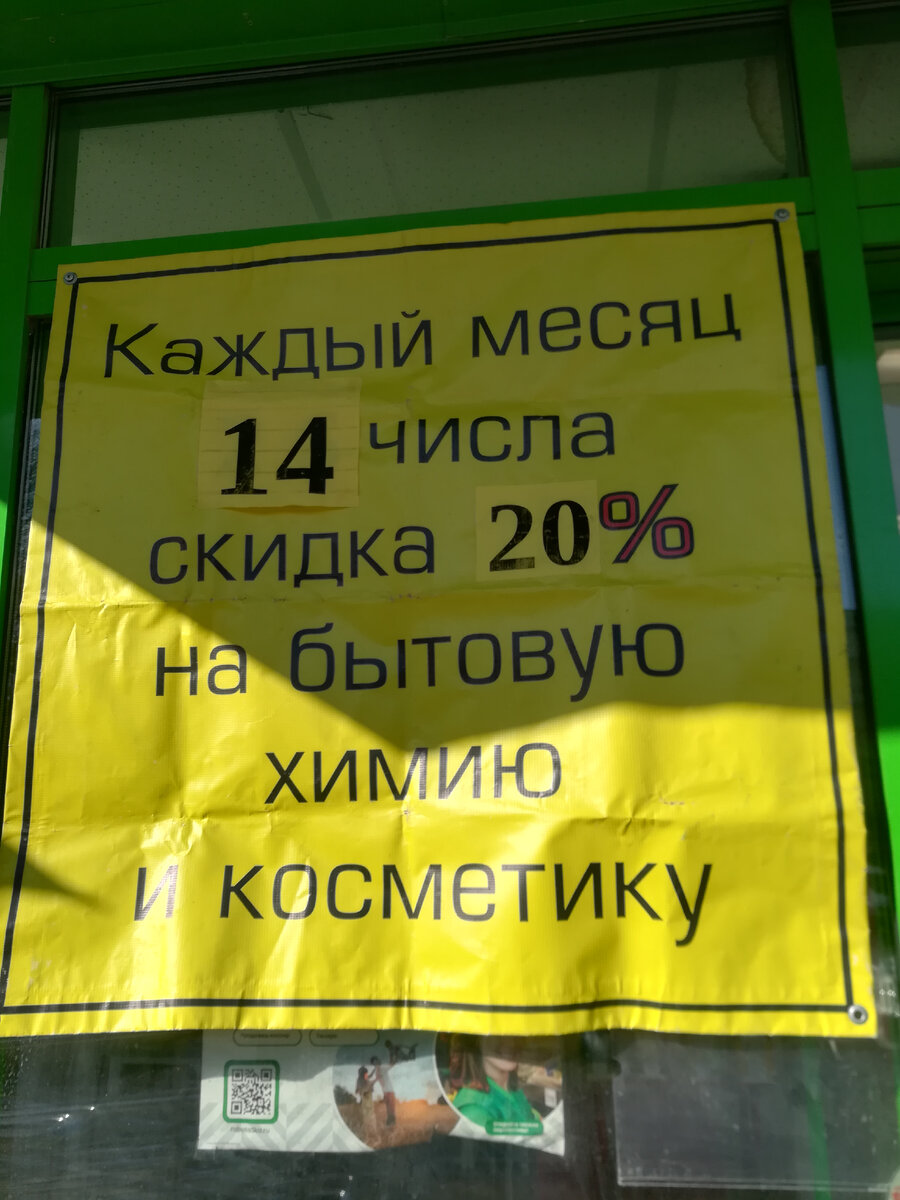 Каждый месяц
14 числа
скидка 20%
на бытовую
химию
и косметику